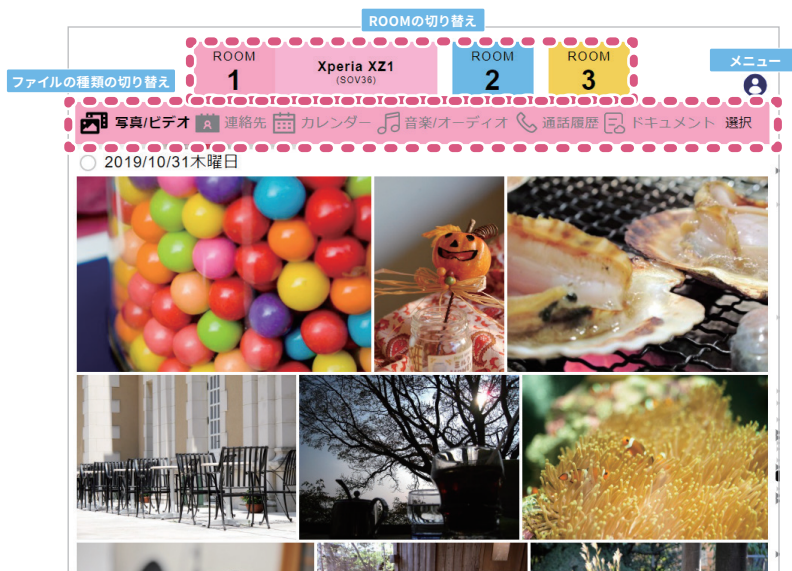 ROOMの切り替え
ROOM
1
Xperia XZ1
(SOV36)
ROOM
2
ROOM
3
メニュー
ファイルの種類の切り替え
写真/ビデオ 連絡先 カレンダー 音楽/オーディオ 通話履歴 ドキュメント 選択
2019/10/31木曜日